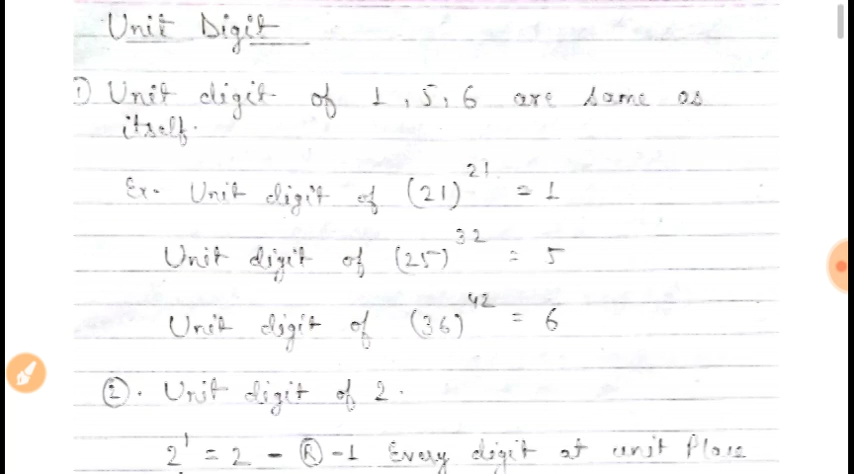 Unit Digit
1) Unit digit of 1, 5, 6 are same as
itself.
Ex. Unit digit of (21)²¹ = 1
Unit digit of (25)³² = 5
Unit digit of (36)⁴² = 6
②. Unit digit of 2.
2¹ = 2 - Ⓡ - 1 Every digit at unit Place